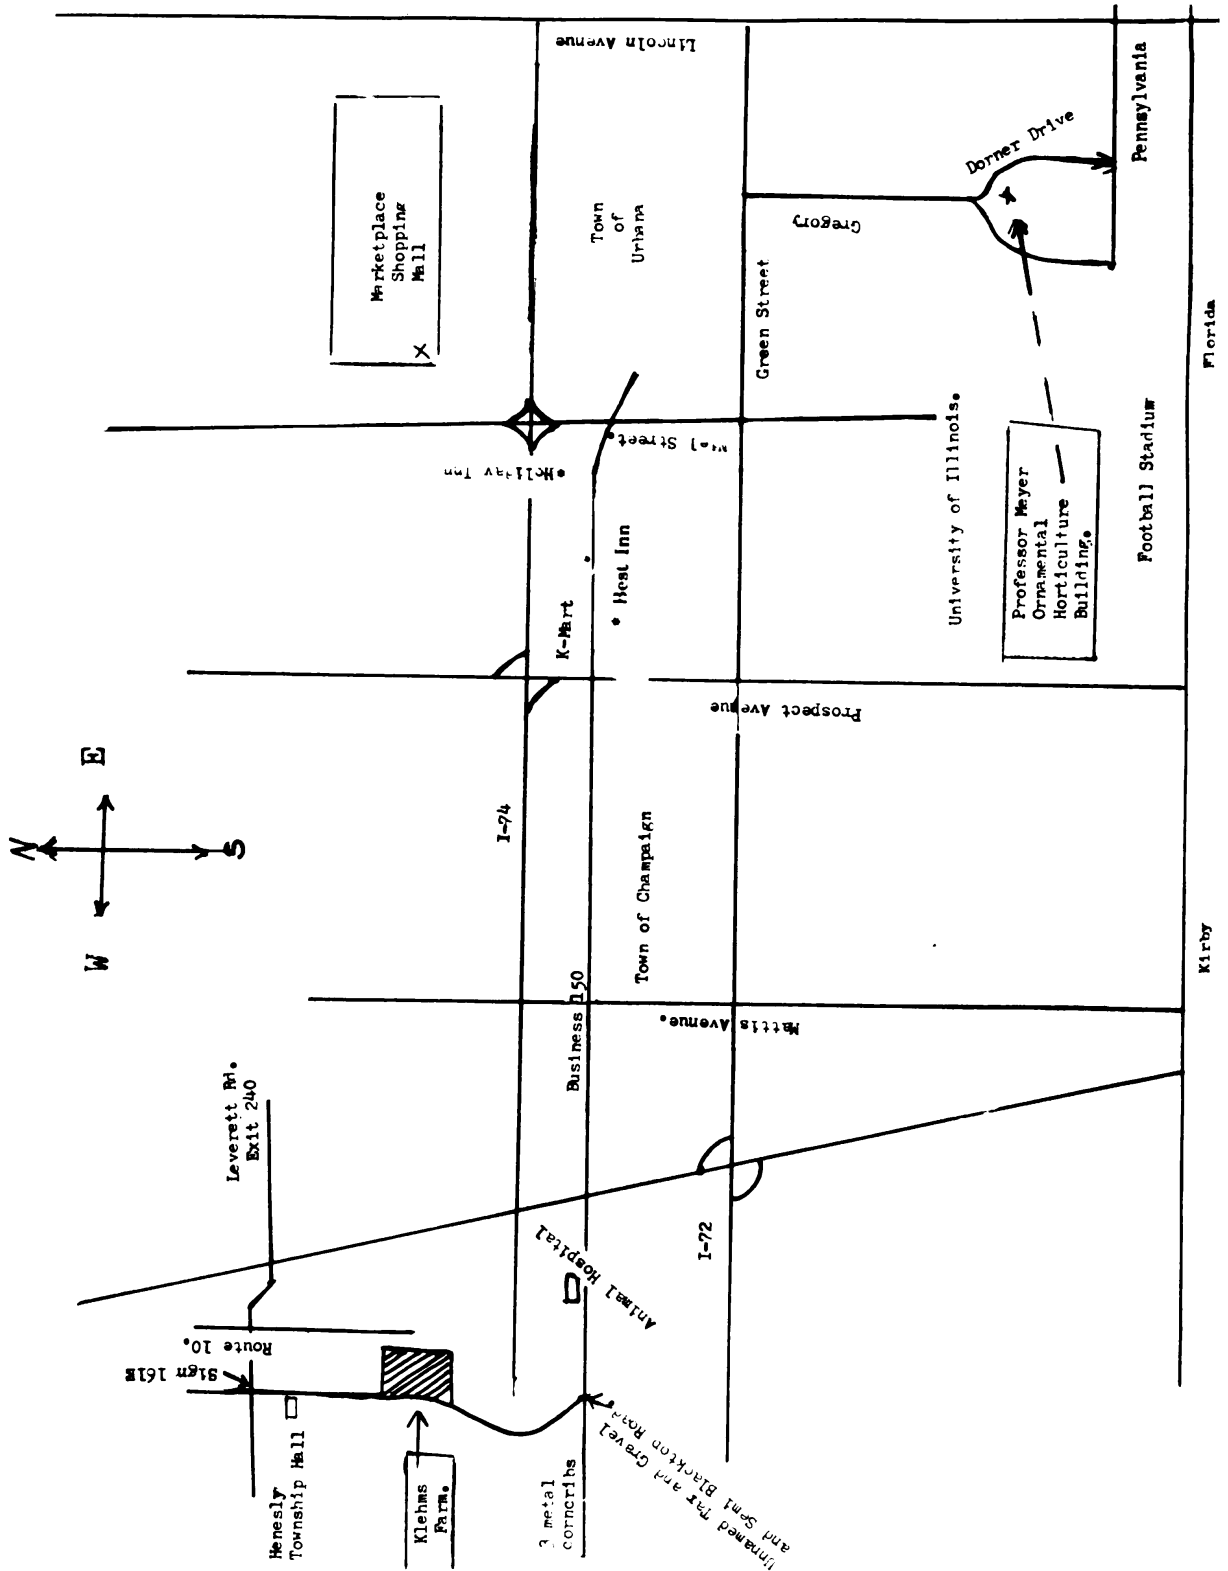 Lincoln Avenue
Marketplace
Shopping
Mall
X
Town
of
Urbana
Dorner Drive
Pennsylvania
Gregory
Green Street
Florida
Street.
Holiday Inn
University of Illinois.
Football Stadium
Professor Meyer
Ornamental
Horticulture
Building.
* Best Inn
K-Mart
Prospect Avenue
N
E
S
W
I-74
Town of Champaign
Business 150
Kirby
Mattis Avenue.
Leverett Rd.
Exit 240
I-72
Animal Hospital
Route 10.
Sign 161E
Henesly
Township Hall
Klehms
Farm.
3 metal
corncribs
Unnamed Tar and Gravel
and Semi Blackton Road.